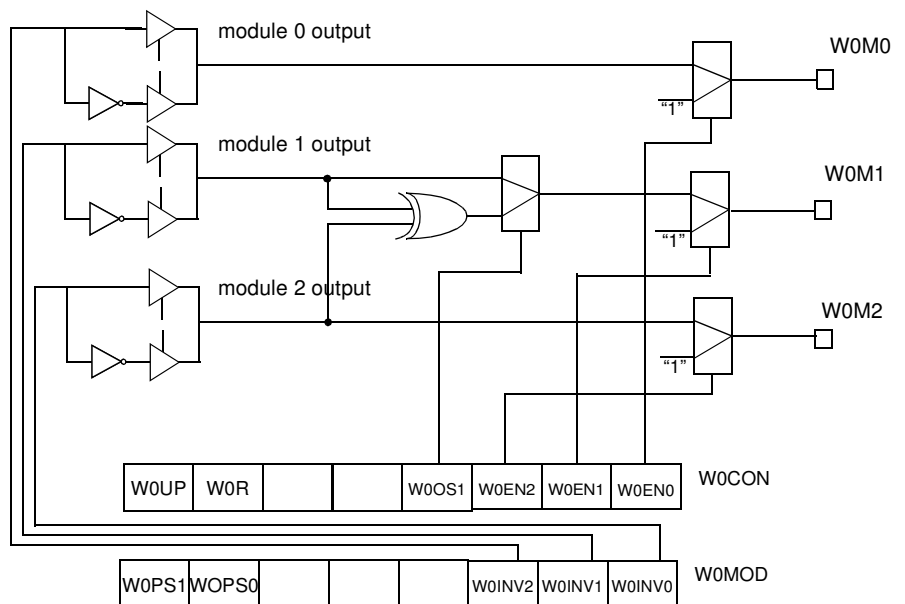 module 0 output
W0M0
“1”
module 1 output
W0M1
“1”
module 2 output
W0M2
“1”
W0UP W0R W0OS1 W0EN2 W0EN1 W0EN0 W0CON
W0PS1 WOPS0 W0INV2 W0INV1 W0INV0 W0MOD